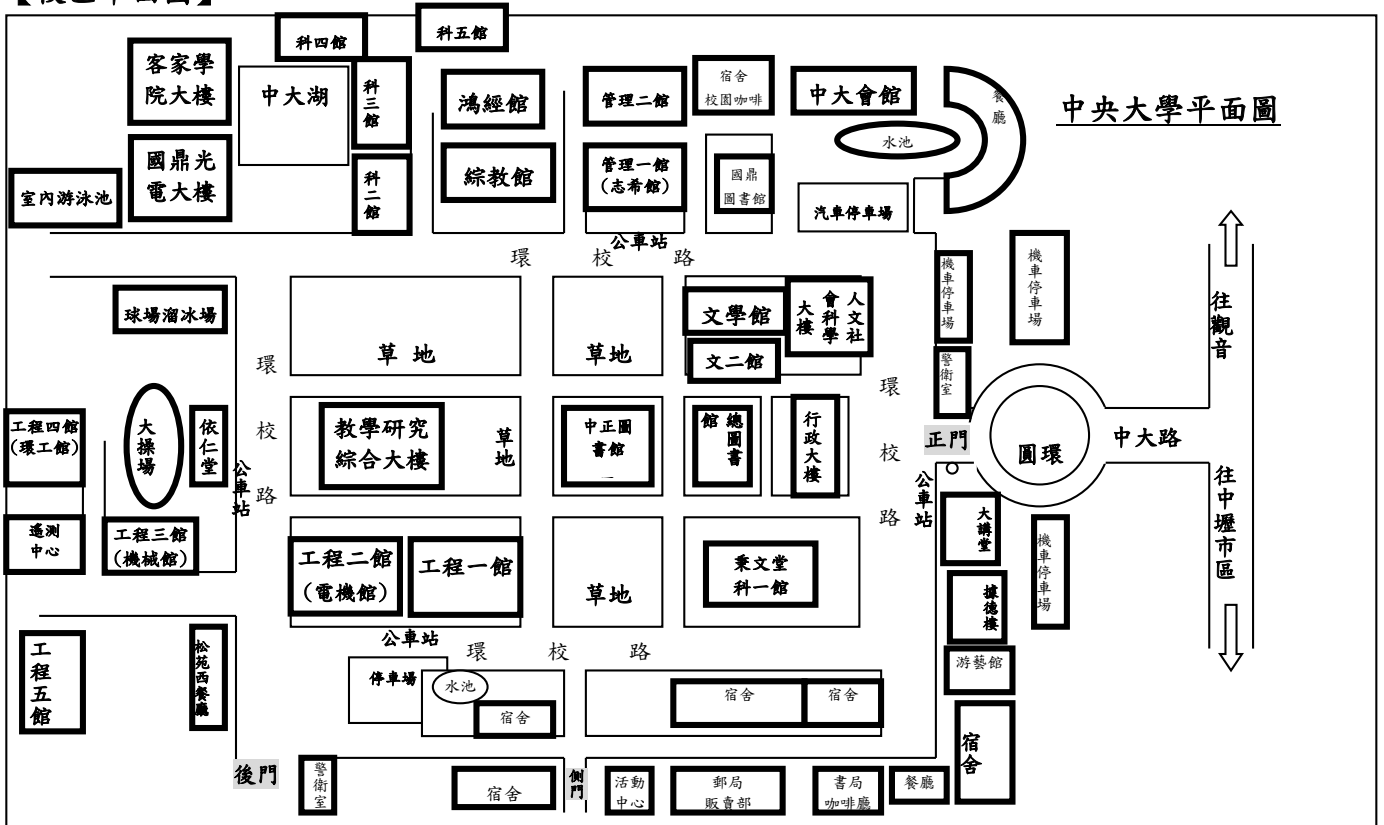 【校區平面圖】
科四館
科五館
客家學
院大樓
中大湖
科
三
館
鴻經館
管理二館
宿舍
校園咖啡
中大會館
餐
廳
中央大學平面圖
水池
國鼎光
電大樓
科
二
館
綜教館
管理一館
(志希館)
國鼎
圖書館
室內游泳池
汽車停車場
公車站
環校路
機車停車場
機車停車場
往觀音
球場溜冰場
草地
草地
文學館
人文社
會科學
大樓
文二館
環校路
環校路
警衛室
工程四館
(環工館)
大操場
依仁堂
公車站
教學研究
綜合大樓
草地
中正圖
書館
總圖書
館
行政大樓
正門
圓環
中大路
公車站
往中壢市區
遙測
中心
工程三館
(機械館)
工程二館
(電機館)
工程一館
草地
秉文堂
科一館
大講堂
機車停車場
據德樓
公車站
環校路
工程五館
松苑西餐廳
停車場
水池
宿舍
宿舍
宿舍
游藝館
宿舍
後門
警衛室
宿舍
側門
活動
中心
郵局
販賣部
書局
咖啡廳
餐廳